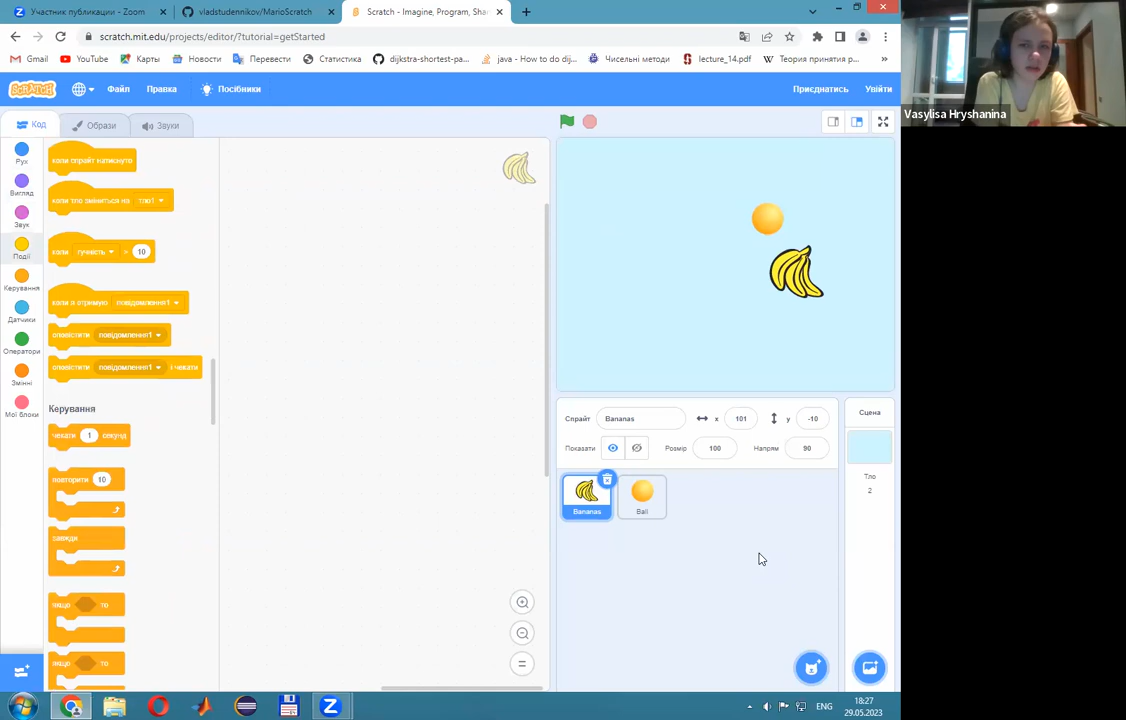 Участник публикации - Zoom
vladstudennikov/MarioScratch
Scratch - Imagine, Program, Sha
scratch.mit.edu/projects/editor/?tutorial=getStarted
Gmail
YouTube
Карты
Новости
Перевести
Статистика
dijkstra-shortest-pa...
java - How to do dij...
Чисельні методи
lecture_14.pdf
Теория принятия р...
Vasylisa Hryshanina
SCRATCH
Файл
Правка
Посібники
Приєднатись
Увійти
Код
Образи
Звуки
Рух
Вигляд
Звук
Події
Керування
Датчики
Оператори
Змінні
Мої блоки
коли спрайт натиснуто
коли тло зміниться на тло1
коли гучність > 10
коли я отримую повідомлення1
оповістити повідомлення1
оповістити повідомлення1 і чекати
Керування
чекати 1 секунд
повторити 10
завжди
якщо то
якщо то
Спрайт
Bananas
x
101
y
-10
Показати
Розмір
100
Напрям
90
Bananas
Ball
Сцена
Тло
2
ENG
18:27
29.05.2023